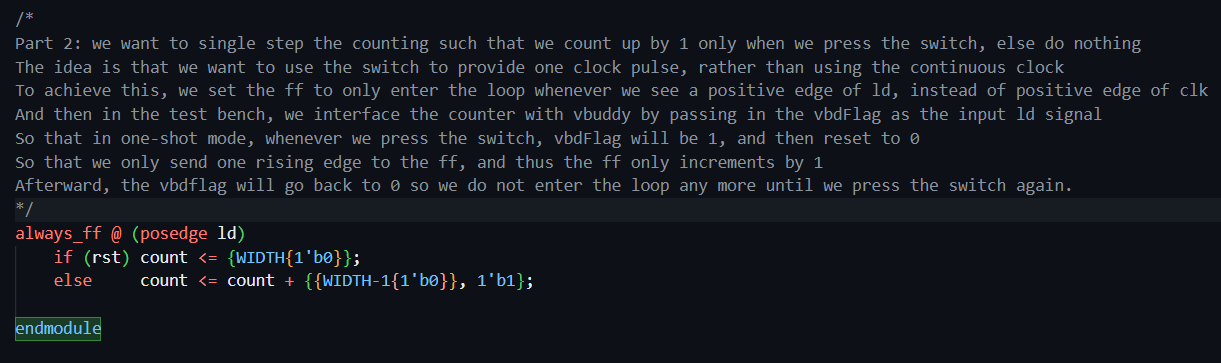 /*
Part 2: we want to single step the counting such that we count up by 1 only when we press the switch, else do nothing
The idea is that we want to use the switch to provide one clock pulse, rather than using the continuous clock
To achieve this, we set the ff to only enter the loop whenever we see a positive edge of ld, instead of positive edge of clk
And then in the test bench, we interface the counter with vbuddy by passing in the vbdFlag as the input ld signal
So that in one-shot mode, whenever we press the switch, vbdFlag will be 1, and then reset to 0
So that we only send one rising edge to the ff, and thus the ff only increments by 1
Afterward, the vbdflag will go back to 0 so we do not enter the loop any more until we press the switch again.
*/
always_ff @ (posedge ld)
    if (rst) count <= {WIDTH{1'b0}};
    else     count <= count + {{WIDTH-1{1'b0}}, 1'b1};
endmodule